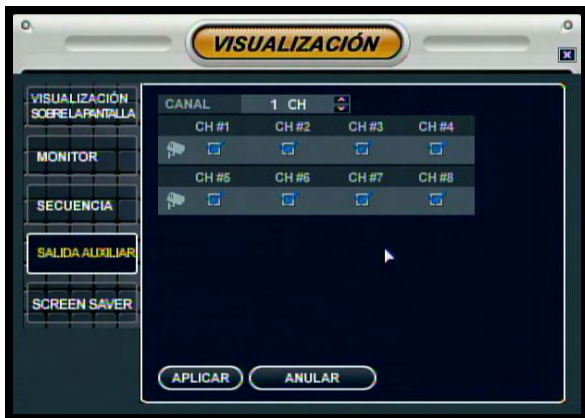 VISUALIZACIÓN
VISUALIZACIÓN
SOBRE LA PANTALLA
MONITOR
SECUENCIA
SALIDA AUXILIAR
SCREEN SAVER
CANAL 1 CH
CH #1 CH #2 CH #3 CH #4
CH #5 CH #6 CH #7 CH #8
APLICAR ANULAR